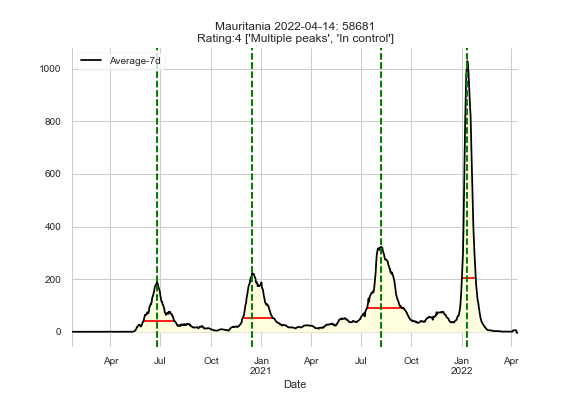 Mauritania 2022-04-14: 58681
Rating:4 ['Multiple peaks', 'In control']
Average-7d
1000
800
600
400
200
0
Apr Jul Oct Jan Apr Jul Oct Jan Apr
2021 2022
Date